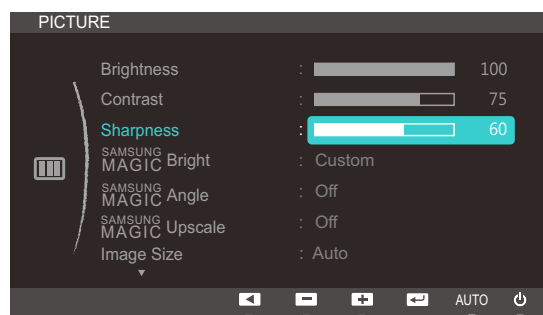 PICTURE
Brightness : 100
Contrast : 75
Sharpness : 60
SAMSUNG MAGIC Bright : Custom
SAMSUNG MAGIC Angle : Off
SAMSUNG MAGIC Upscale : Off
Image Size : Auto
AUTO